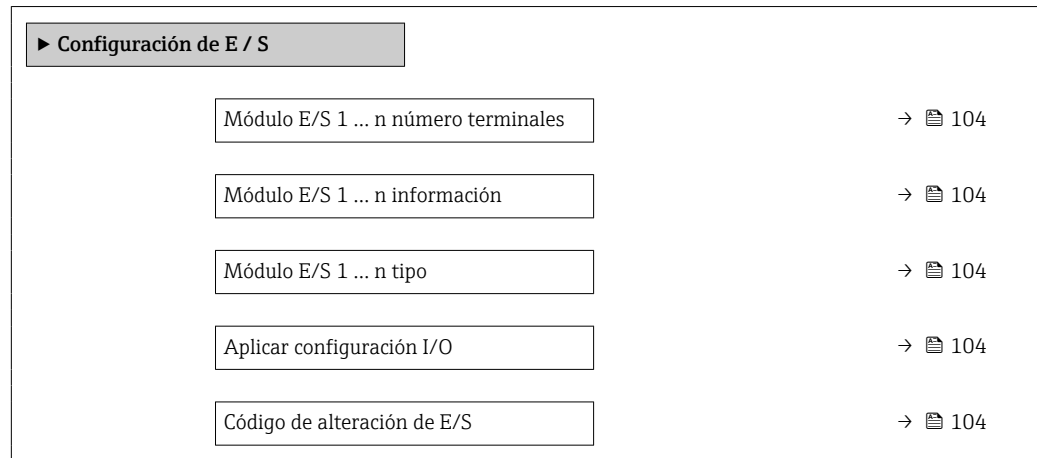 ► Configuración de E / S
Módulo E/S 1 ... n número terminales → 104
Módulo E/S 1 ... n información → 104
Módulo E/S 1 ... n tipo → 104
Aplicar configuración I/O → 104
Código de alteración de E/S → 104